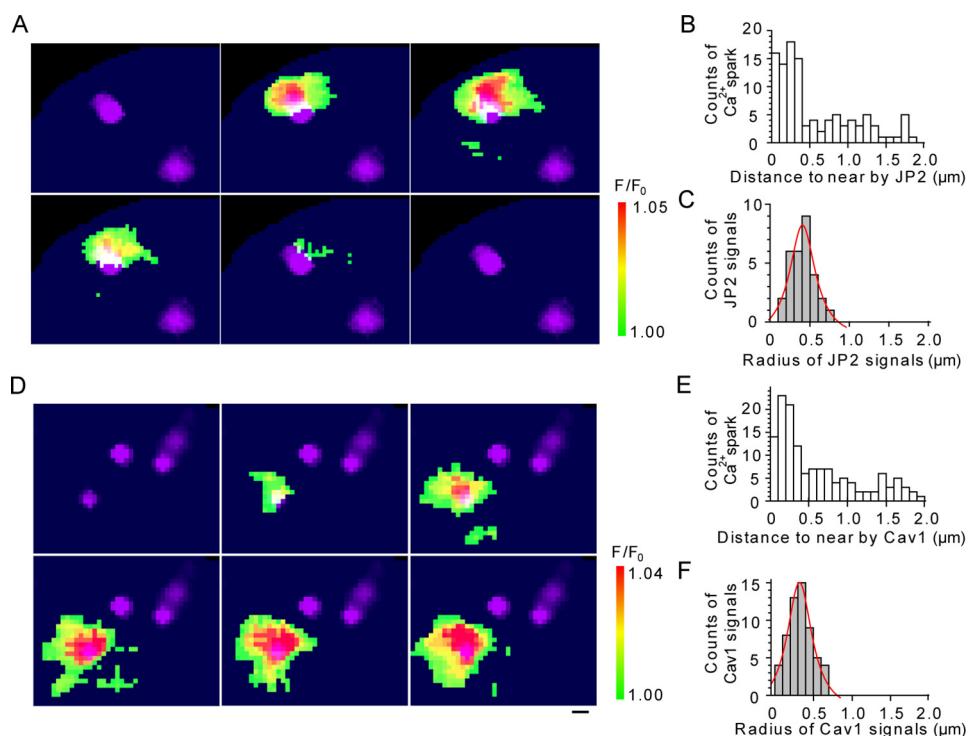 A
F/F0
1.05
1.00
B
Counts of
Ca2+spark
20
15
10
5
0
0 0.5 1.0 1.5 2.0
Distance to near by JP2 (μm)
C
Counts of
JP2 signals
10
5
0
0 0.5 1.0 1.5 2.0
Radius of JP2 signals (μm)
D
F/F0
1.04
1.00
E
Counts of
Ca2+spark
20
15
10
5
0
0 0.5 1.0 1.5 2.0
Distance to near by Cav1 (μm)
F
Counts of
Cav1 signals
15
10
5
0
0 0.5 1.0 1.5 2.0
Radius of Cav1 signals (μm)